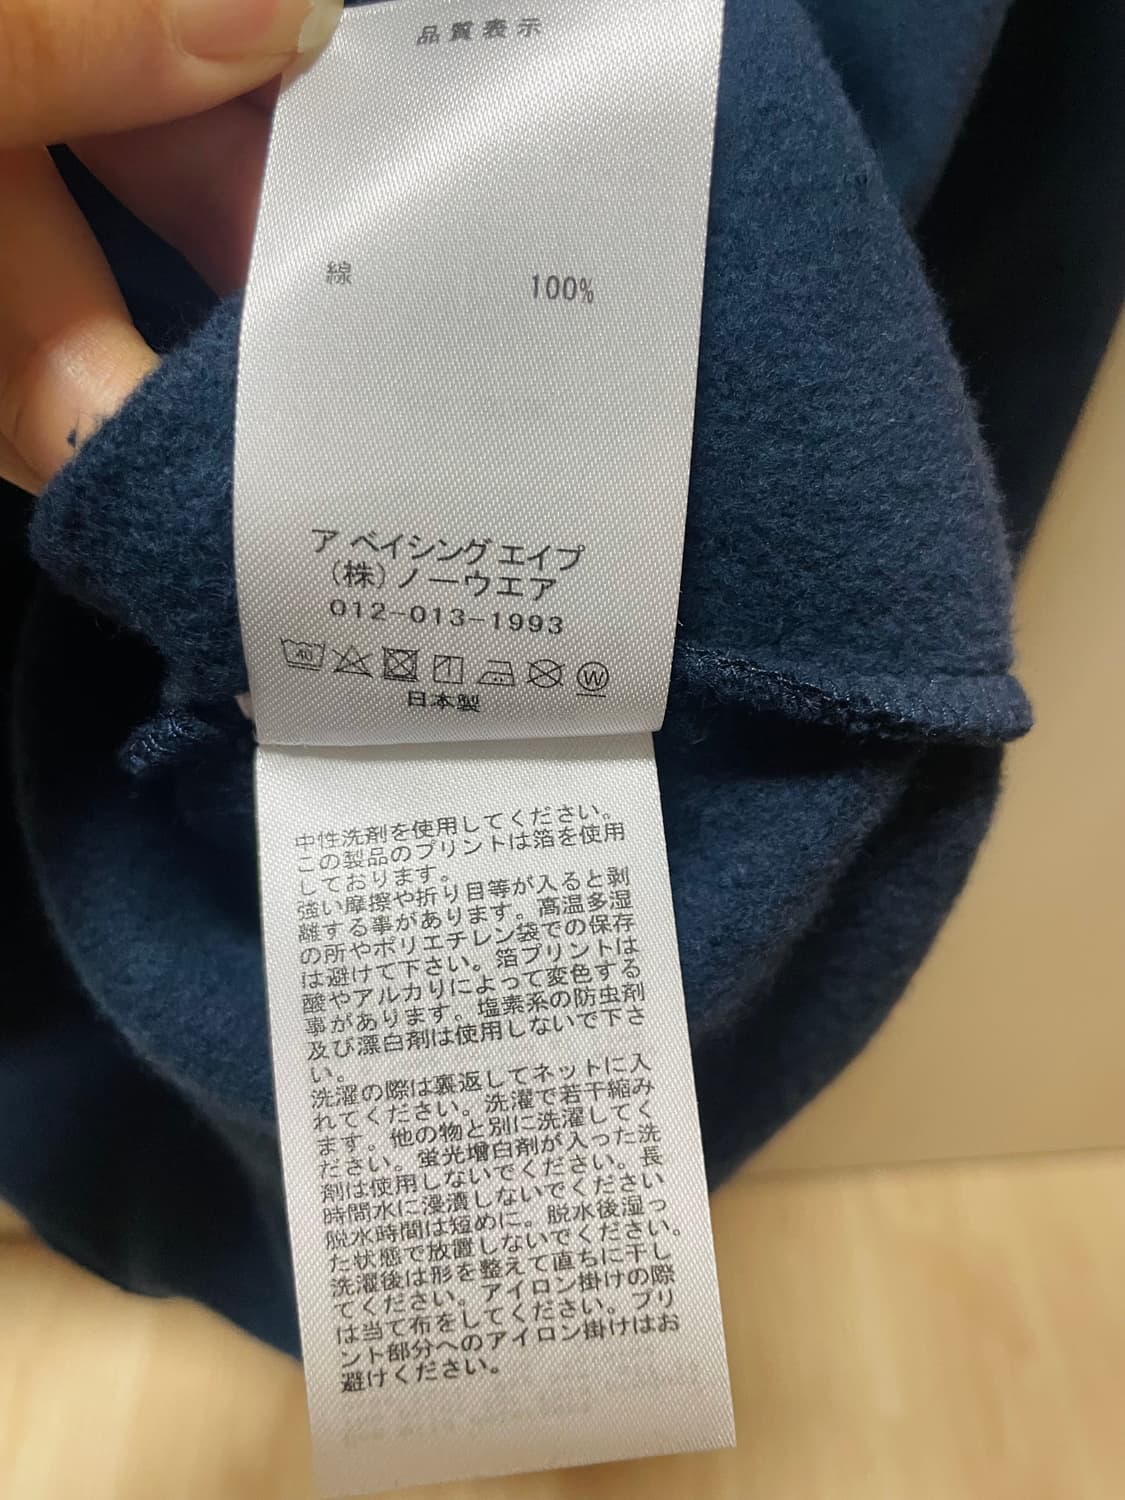 品質表示
線 100%
ア ベイシング エイプ
(株)ノーウエア
012-013-1993
40
W
日本製
中性洗剤を使用してください。
この製品のプリントは箔を使用
しております。
強い摩擦や折り目等が入ると剥
離する事があります。高温多湿
の所やポリエチレン袋での保存
は避けて下さい。箔プリントは
酸やアルカりによって変色する
事があります。塩素系の防虫剤
及び漂白剤は使用しないで下さ
い。
洗濯の際は裏返してネットに入
れてください。洗濯で若干縮み
ます。他の物と別に洗濯してく
ださい。蛍光増白剤が入った洗
剤は使用しないでください。長
時間水に浸漬しないでください
脱水時間は短めに。脱水後湿っ
た状態で放置しないでください。
洗濯後は形を整えて直ちに干し
てください。アイロン掛けの際
は当て布をしてください。プリ
ント部分へのアイロン掛けはお
避けください。